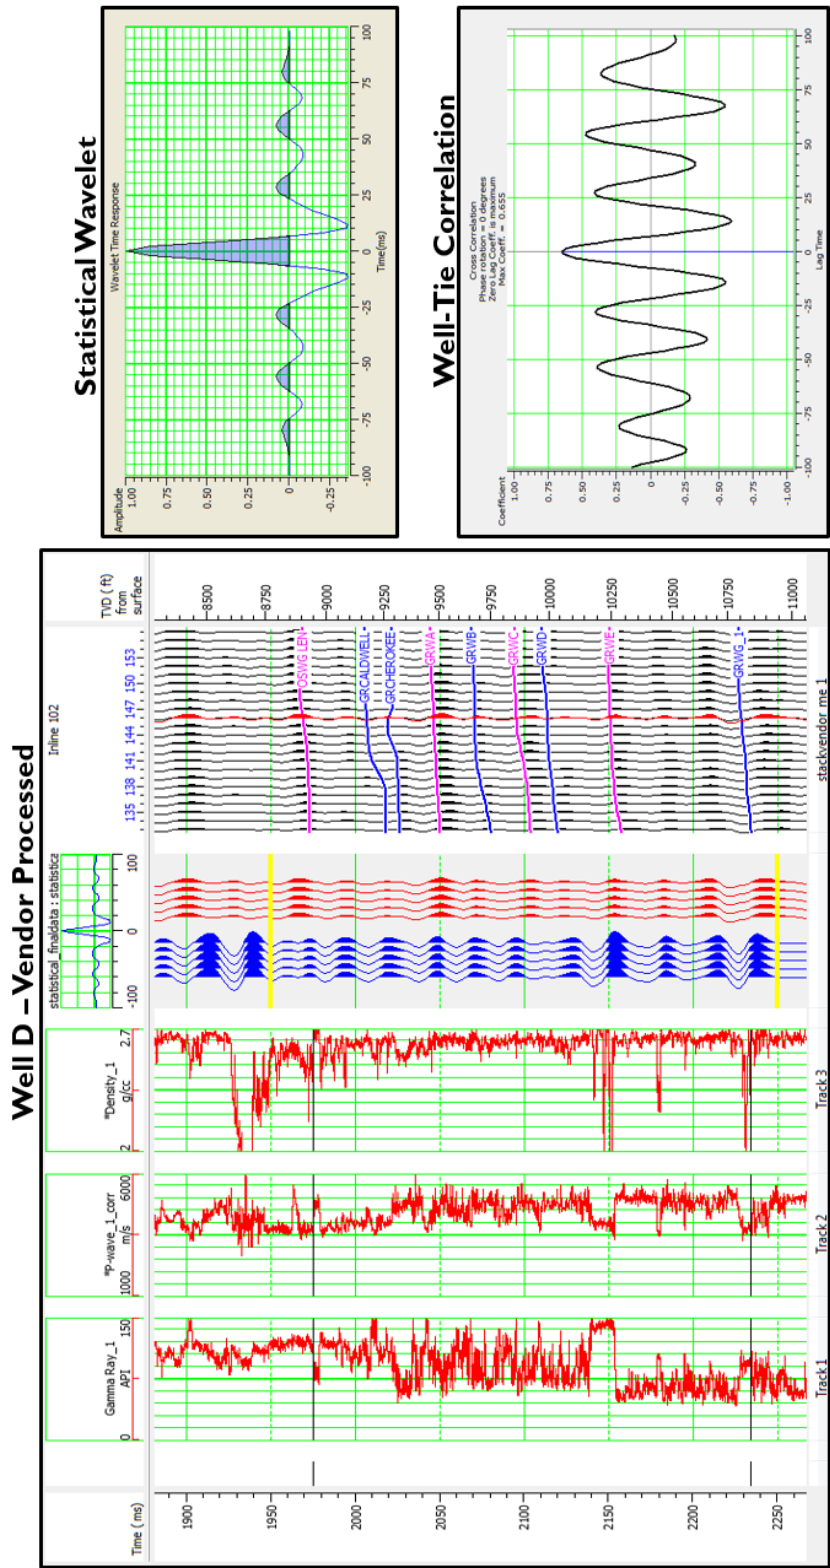 Well D – Vendor Processed
Time (ms)
1900
1950
2000
2050
2100
2150
2200
2250
Gamma Ray_1
0 API 150
Track 1
*P-wave_1_corr
1000 m/s 6000
Track 2
*Density_1
2 g/cc 2.7
Track 3
statistical_finaldata : statistica
-100 0 100
Inline 102
135 138 141 144 147 150 153
OSWG LEN
GRCALDWELL
GRCHEROKEE
GRWA
GRWB
GRWC
GRWD
GRWE
GRWG_1
stackvendor me 1
TVD ( ft)
from
surface
8500
8750
9000
9250
9500
9750
10000
10250
10500
10750
11000
Statistical Wavelet
Wavelet Time Response
Amplitude
1.00
0.75
0.50
0.25
0
-0.25
-100 -75 -50 -25 0 25 50 75 100
Time(ms)
Well-Tie Correlation
Cross Correlation
Phase rotation = 0 degrees
Zero Lag Coeff. is maximum
Max Coeff. = 0.655
Coefficient
1.00
0.75
0.50
0.25
0
-0.25
-0.50
-0.75
-1.00
-100 -75 -50 -25 0 25 50 75 100
Lag Time